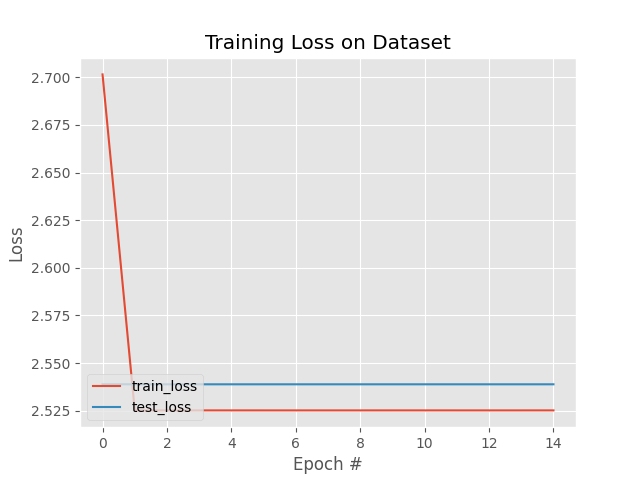 Training Loss on Dataset
2.700
2.675
2.650
2.625
2.600
2.575
2.550
2.525
Loss
train_loss
test_loss
0 2 4 6 8 10 12 14
Epoch #